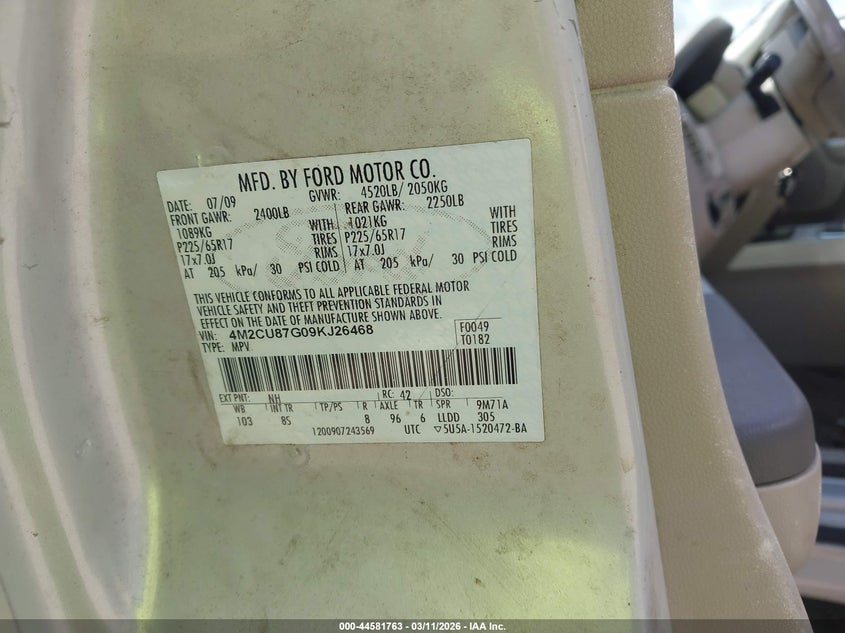 MFD. BY FORD MOTOR CO.
DATE: 07/09 GVWR: 4520LB/ 2050KG
FRONT GAWR: 2400LB REAR GAWR: 2250LB
1089KG WITH 1021KG WITH
P225/65R17 TIRES P225/65R17 TIRES
17x7.0J RIMS 17x7.0J RIMS
AT 205 kPa/ 30 PSI COLD AT 205 kPa/ 30 PSI COLD
THIS VEHICLE CONFORMS TO ALL APPLICABLE FEDERAL MOTOR
VEHICLE SAFETY AND THEFT PREVENTION STANDARDS IN
EFFECT ON THE DATE OF MANUFACTURE SHOWN ABOVE.
VIN: 4M2CU87G09KJ26468 F0049
TYPE: MPV T0182
EXT PNT: NH RC: 42 DSO:
WB INT TR TP/PS R AXLE TR SPR 9M71A
103 8S 8 96 6 LLDD 305
1200907243569 UTC ▽5U5A-1520472-BA
000-44581763 - 03/11/2026 - IAA Inc.